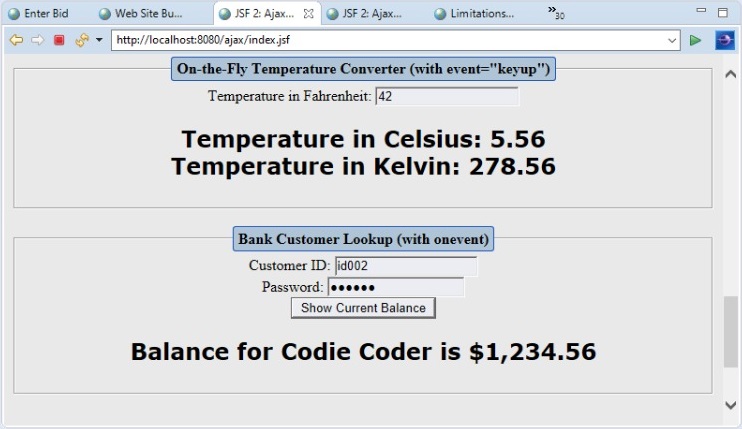 Enter Bid
Web Site Bu...
JSF 2: Ajax...
JSF 2: Ajax...
Limitations...
»30
http://localhost:8080/ajax/index.jsf
On-the-Fly Temperature Converter (with event="keyup")
Temperature in Fahrenheit: 42
Temperature in Celsius: 5.56
Temperature in Kelvin: 278.56
Bank Customer Lookup (with onevent)
Customer ID: id002
Password: ●●●●●●
Show Current Balance
Balance for Codie Coder is $1,234.56